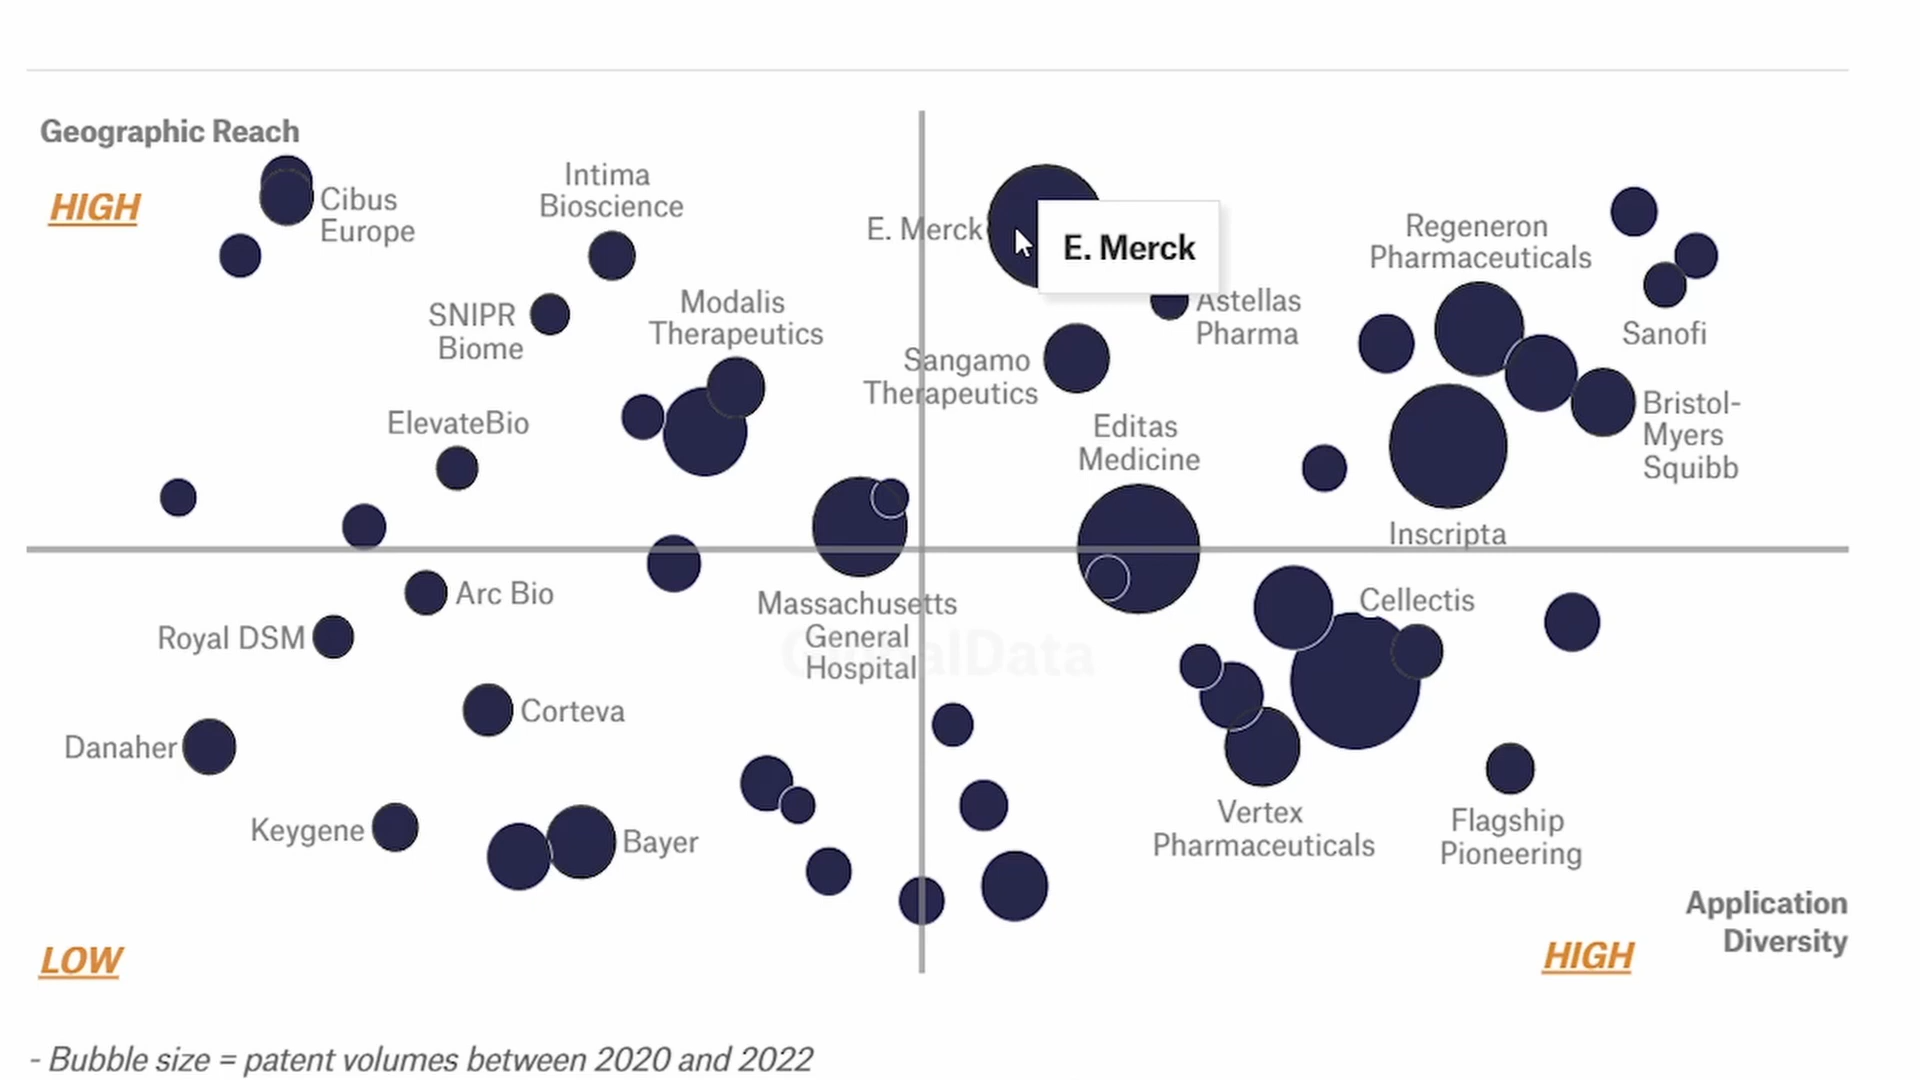 Geographic Reach
HIGH
Cibus
Europe
Intima
Bioscience
E. Merck
E. Merck
Regeneron
Pharmaceuticals
SNIPR
Biome
Modalis
Therapeutics
Astellas
Pharma
Sanofi
Sangamo
Therapeutics
Bristol-
Myers
Squibb
ElevateBio
Editas
Medicine
Inscripta
Arc Bio
Cellectis
Royal DSM
Massachusetts
General
Hospital
GlobalData
Corteva
Danaher
Keygene
Bayer
Vertex
Pharmaceuticals
Flagship
Pioneering
Application
Diversity
LOW
HIGH
- Bubble size = patent volumes between 2020 and 2022